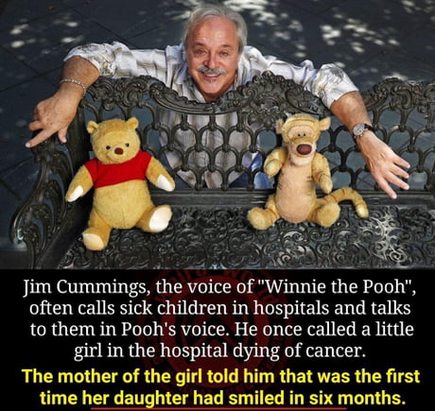 Jim Cummings, the voice of "Winnie the Pooh",
often calls sick children in hospitals and talks
to them in Pooh's voice. He once called a little
girl in the hospital dying of cancer.
The mother of the girl told him that was the first
time her daughter had smiled in six months.